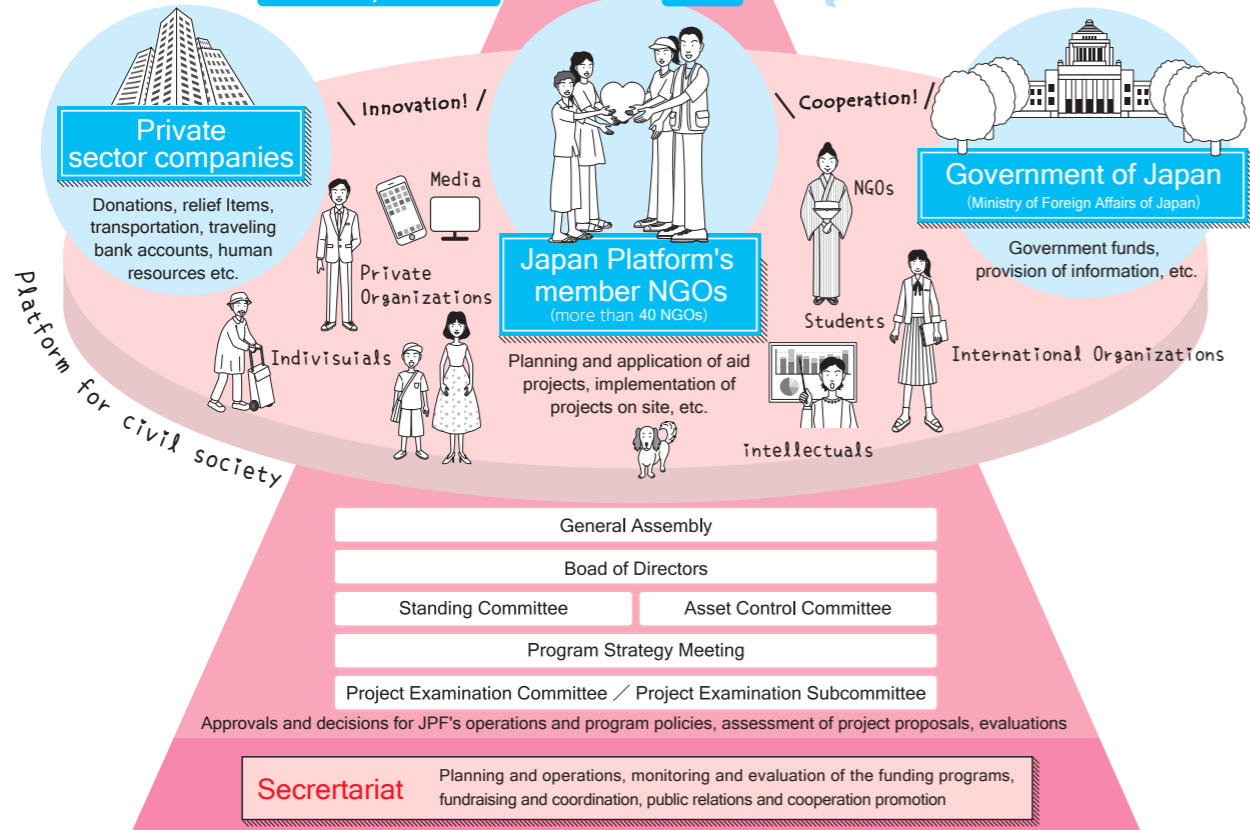 Innovation!
Cooperation!
Private
sector companies
Donations, relief Items,
transportation, traveling
bank accounts, human
resources etc.
Media
Private
Organizations
Indivisuals
Japan Platform's
member NGOs
(more than 40 NGOs)
Planning and application of aid
projects, implementation of
projects on site, etc.
NGOs
Students
intellectuals
International Organizations
Government of Japan
(Ministry of Foreign Affairs of Japan)
Government funds,
provision of information, etc.
Platform for civil society
General Assembly
Boad of Directors
Standing Committee
Asset Control Committee
Program Strategy Meeting
Project Examination Committee ／ Project Examination Subcommittee
Approvals and decisions for JPF's operations and program policies, assessment of project proposals, evaluations
Secrertariat
Planning and operations, monitoring and evaluation of the funding programs,
fundraising and coordination, public relations and cooperation promotion